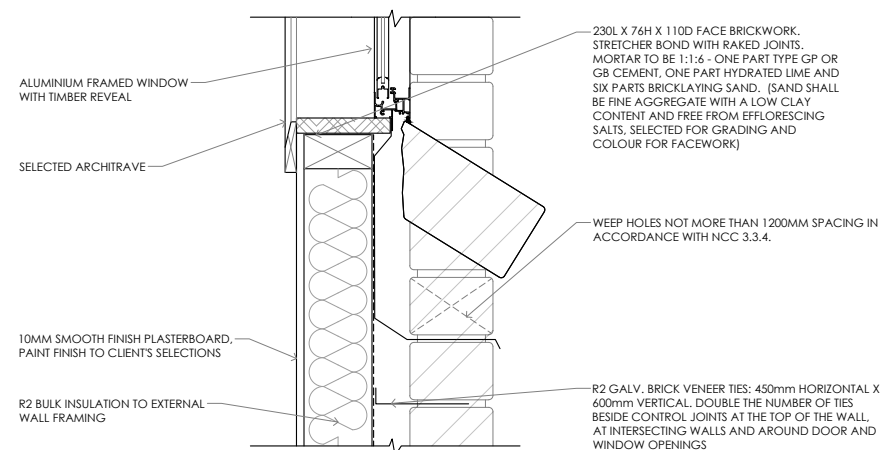 ALUMINIUM FRAMED WINDOW
WITH TIMBER REVEAL
SELECTED ARCHITRAVE
10MM SMOOTH FINISH PLASTERBOARD,
PAINT FINISH TO CLIENT'S SELECTIONS
R2 BULK INSULATION TO EXTERNAL
WALL FRAMING
230L X 76H X 110D FACE BRICKWORK.
STRETCHER BOND WITH RAKED JOINTS.
MORTAR TO BE 1:1:6 - ONE PART TYPE GP OR
GB CEMENT, ONE PART HYDRATED LIME AND
SIX PARTS BRICKLAYING SAND. (SAND SHALL
BE FINE AGGREGATE WITH A LOW CLAY
CONTENT AND FREE FROM EFFLORESCING
SALTS, SELECTED FOR GRADING AND
COLOUR FOR FACEWORK)
WEEP HOLES NOT MORE THAN 1200MM SPACING IN
ACCORDANCE WITH NCC 3.3.4.
R2 GALV. BRICK VENEER TIES: 450mm HORIZONTAL X
600mm VERTICAL. DOUBLE THE NUMBER OF TIES
BESIDE CONTROL JOINTS AT THE TOP OF THE WALL,
AT INTERSECTING WALLS AND AROUND DOOR AND
WINDOW OPENINGS